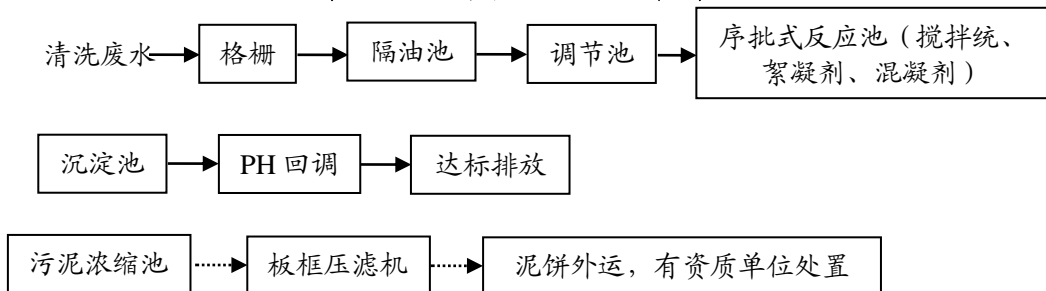 清洗废水
格栅
隔油池
调节池
序批式反应池（搅拌统、
絮凝剂、混凝剂）
沉淀池
PH 回调
达标排放
污泥浓缩池
板框压滤机
泥饼外运，有资质单位处置